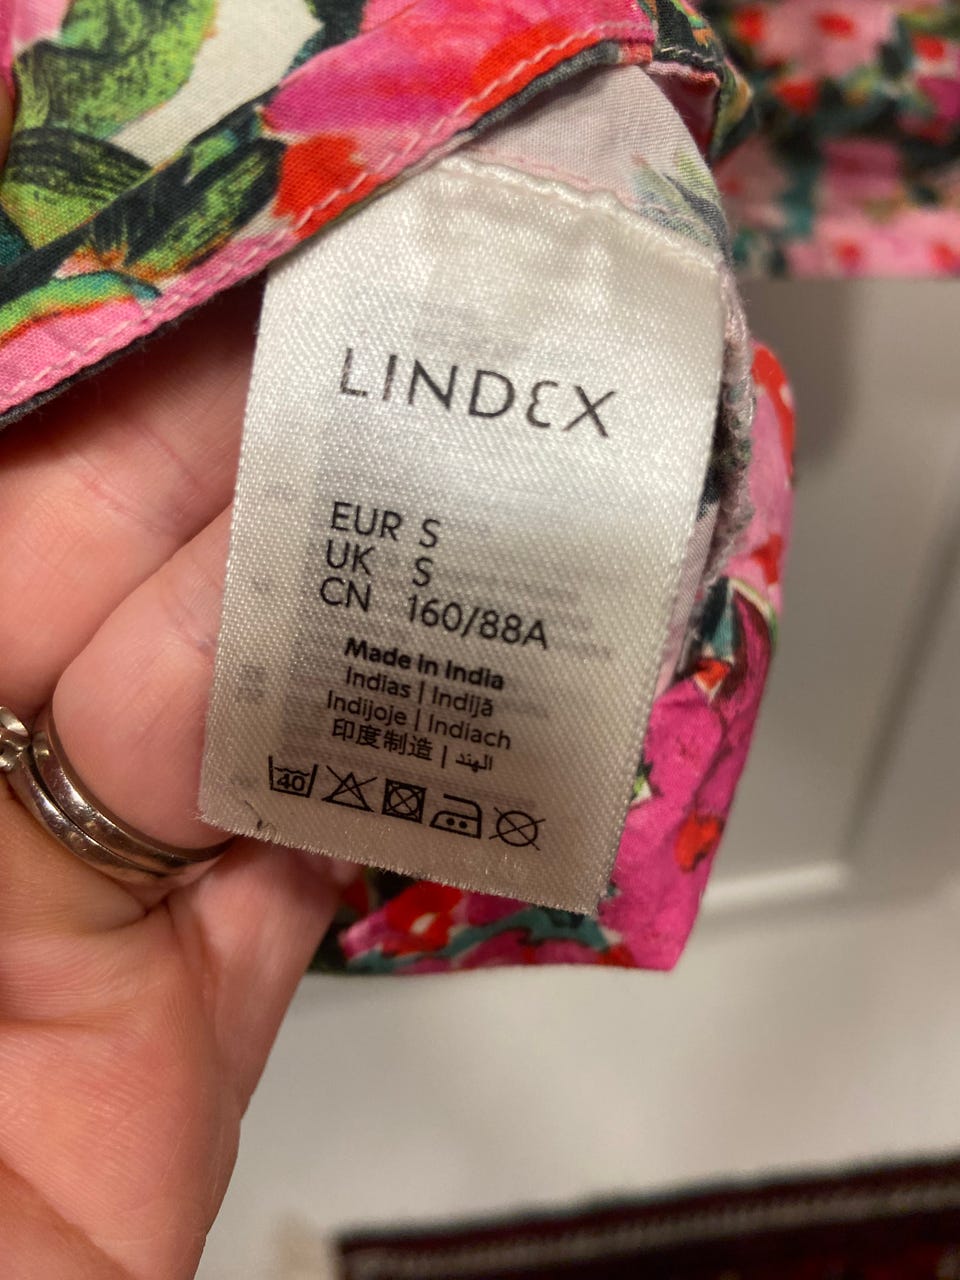 LINDEX
EUR S
UK S
CN 160/88A
Made in India
Indias | Indijā
Indijoje | Indiach
印度制造 | الهند
40